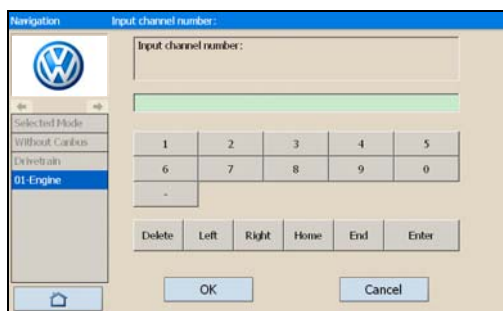 Navigation
Input channel number:
Input channel number:
Selected Mode
Without Canbus
Drivetrain
01-Engine
1 2 3 4 5
6 7 8 9 0
-
Delete Left Right Home End Enter
OK Cancel